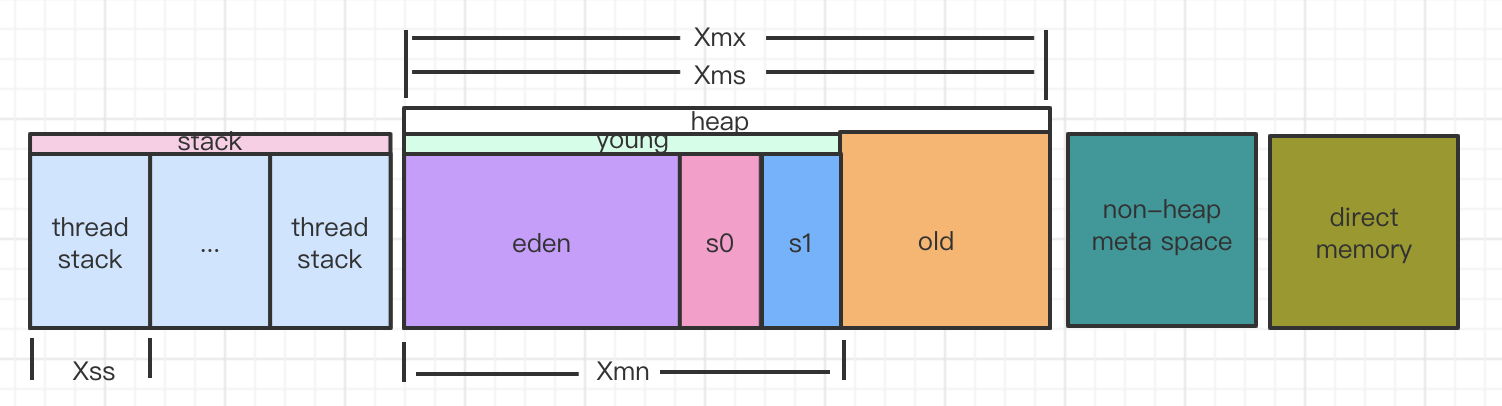 Xmx
Xms
heap
stack
young
thread
stack
...
thread
stack
eden
s0
s1
old
non-heap
meta space
direct
memory
Xss
Xmn